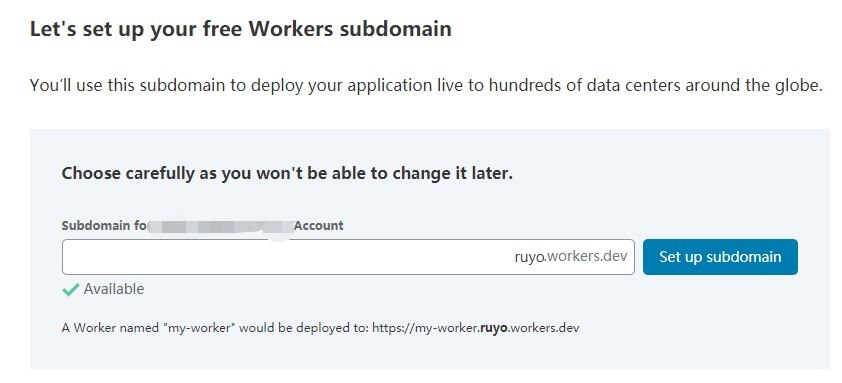 Let's set up your free Workers subdomain
You'll use this subdomain to deploy your application live to hundreds of data centers around the globe.
Choose carefully as you won't be able to change it later.
Subdomain fo Account
ruyo.workers.dev
Set up subdomain
Available
A Worker named "my-worker" would be deployed to: https://my-worker.ruyo.workers.dev